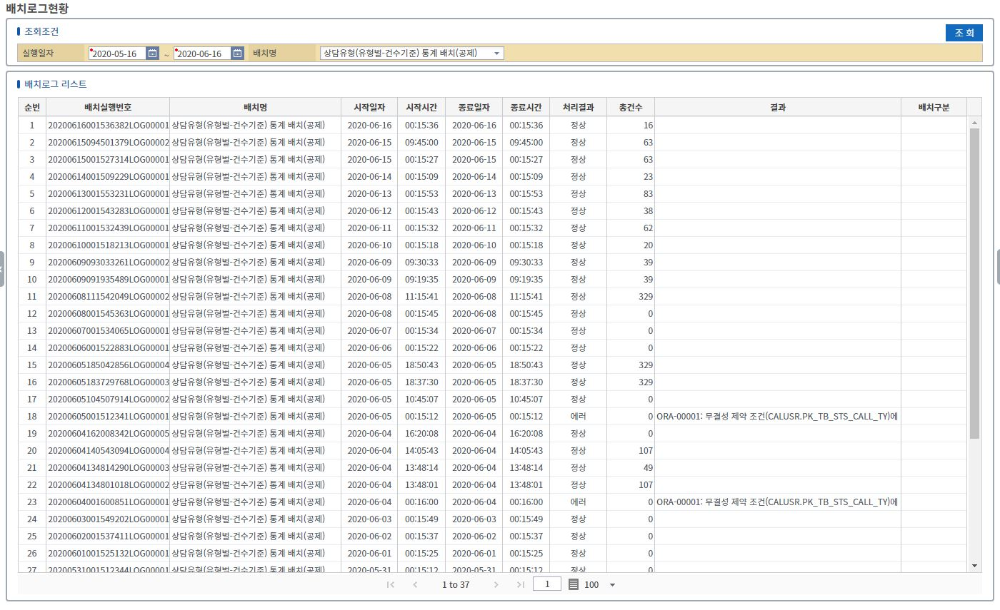 배치로그현황
조회조건
조 회
실행일자 2020-05-16 ~ 2020-06-16 배치명 상담유형(유형벌-건수기준) 통계 배치(공제)
배치로그 리스트
순번 배치실행번호 배치명 시작일자 시작시간 종료일자 종료시간 처리결과 총건수 결과 배치구분
1 20200616001536382LOG00001 상담유형(유형벌-건수기준) 통계 배치(공제) 2020-06-16 00:15:36 2020-06-16 00:15:36 정상 16
2 20200615094501379LOG00002 상담유형(유형벌-건수기준) 통계 배치(공제) 2020-06-15 09:45:00 2020-06-15 09:45:00 정상 63
3 20200615001527314LOG00001 상담유형(유형벌-건수기준) 통계 배치(공제) 2020-06-15 00:15:27 2020-06-15 00:15:27 정상 63
4 20200614001509229LOG00001 상담유형(유형벌-건수기준) 통계 배치(공제) 2020-06-14 00:15:09 2020-06-14 00:15:09 정상 23
5 20200613001553231LOG00001 상담유형(유형벌-건수기준) 통계 배치(공제) 2020-06-13 00:15:53 2020-06-13 00:15:53 정상 83
6 20200612001543283LOG00001 상담유형(유형벌-건수기준) 통계 배치(공제) 2020-06-12 00:15:43 2020-06-12 00:15:43 정상 38
7 20200611001532439LOG00001 상담유형(유형벌-건수기준) 통계 배치(공제) 2020-06-11 00:15:32 2020-06-11 00:15:32 정상 62
8 20200610001518213LOG00001 상담유형(유형벌-건수기준) 통계 배치(공제) 2020-06-10 00:15:18 2020-06-10 00:15:18 정상 20
9 20200609093033261LOG00002 상담유형(유형벌-건수기준) 통계 배치(공제) 2020-06-09 09:30:33 2020-06-09 09:30:33 정상 39
10 20200609091935489LOG00001 상담유형(유형벌-건수기준) 통계 배치(공제) 2020-06-09 09:19:35 2020-06-09 09:19:35 정상 39
11 20200608111542049LOG00002 상담유형(유형벌-건수기준) 통계 배치(공제) 2020-06-08 11:15:41 2020-06-08 11:15:41 정상 329
12 20200608001545363LOG00001 상담유형(유형벌-건수기준) 통계 배치(공제) 2020-06-08 00:15:45 2020-06-08 00:15:45 정상 0
13 20200607001534065LOG00001 상담유형(유형벌-건수기준) 통계 배치(공제) 2020-06-07 00:15:34 2020-06-07 00:15:34 정상 0
14 20200606001522883LOG00001 상담유형(유형벌-건수기준) 통계 배치(공제) 2020-06-06 00:15:22 2020-06-06 00:15:22 정상 0
15 20200605185042856LOG00004 상담유형(유형벌-건수기준) 통계 배치(공제) 2020-06-05 18:50:43 2020-06-05 18:50:43 정상 329
16 20200605183729768LOG00003 상담유형(유형벌-건수기준) 통계 배치(공제) 2020-06-05 18:37:30 2020-06-05 18:37:30 정상 329
17 20200605104507914LOG00002 상담유형(유형벌-건수기준) 통계 배치(공제) 2020-06-05 10:45:07 2020-06-05 10:45:07 정상 0
18 20200605001512341LOG00001 상담유형(유형벌-건수기준) 통계 배치(공제) 2020-06-05 00:15:12 2020-06-05 00:15:12 에러 0 ORA-00001: 무결성 제약 조건(CALUSR.PK_TB_STS_CALL_TY)에
19 20200604162008342LOG00005 상담유형(유형벌-건수기준) 통계 배치(공제) 2020-06-04 16:20:08 2020-06-04 16:20:08 정상 0
20 20200604140543094LOG00004 상담유형(유형벌-건수기준) 통계 배치(공제) 2020-06-04 14:05:43 2020-06-04 14:05:43 정상 107
21 20200604134814290LOG00003 상담유형(유형벌-건수기준) 통계 배치(공제) 2020-06-04 13:48:14 2020-06-04 13:48:14 정상 49
22 20200604134801018LOG00002 상담유형(유형벌-건수기준) 통계 배치(공제) 2020-06-04 13:48:01 2020-06-04 13:48:01 정상 107
23 20200604001600851LOG00001 상담유형(유형벌-건수기준) 통계 배치(공제) 2020-06-04 00:16:00 2020-06-04 00:16:00 에러 0 ORA-00001: 무결성 제약 조건(CALUSR.PK_TB_STS_CALL_TY)에
24 20200603001549202LOG00001 상담유형(유형벌-건수기준) 통계 배치(공제) 2020-06-03 00:15:49 2020-06-03 00:15:49 정상 0
25 20200602001537411LOG00001 상담유형(유형벌-건수기준) 통계 배치(공제) 2020-06-02 00:15:37 2020-06-02 00:15:37 정상 0
26 20200601001525132LOG00001 상담유형(유형벌-건수기준) 통계 배치(공제) 2020-06-01 00:15:25 2020-06-01 00:15:25 정상 0
27 20200531001512344LOG00001 상담유형(유형벌-건수기준) 통계 배치(공제) 2020-05-31 00:15:12 2020-05-31 00:15:12 정상 0
1 to 37 1 100